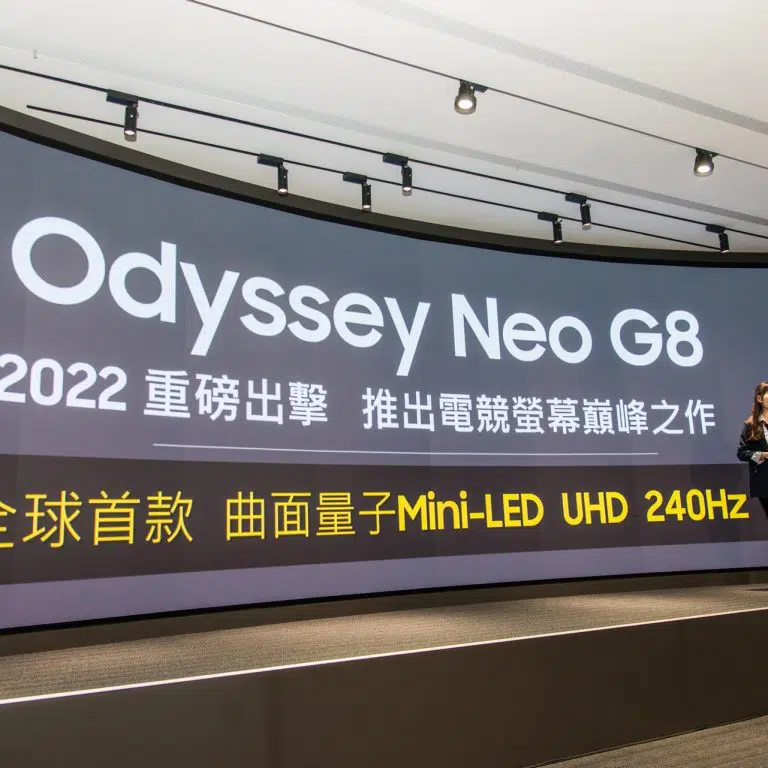 Odyssey Neo G8
2022 重磅出擊 推出電競螢幕巔峰之作
全球首款 曲面量子Mini-LED UHD 240Hz